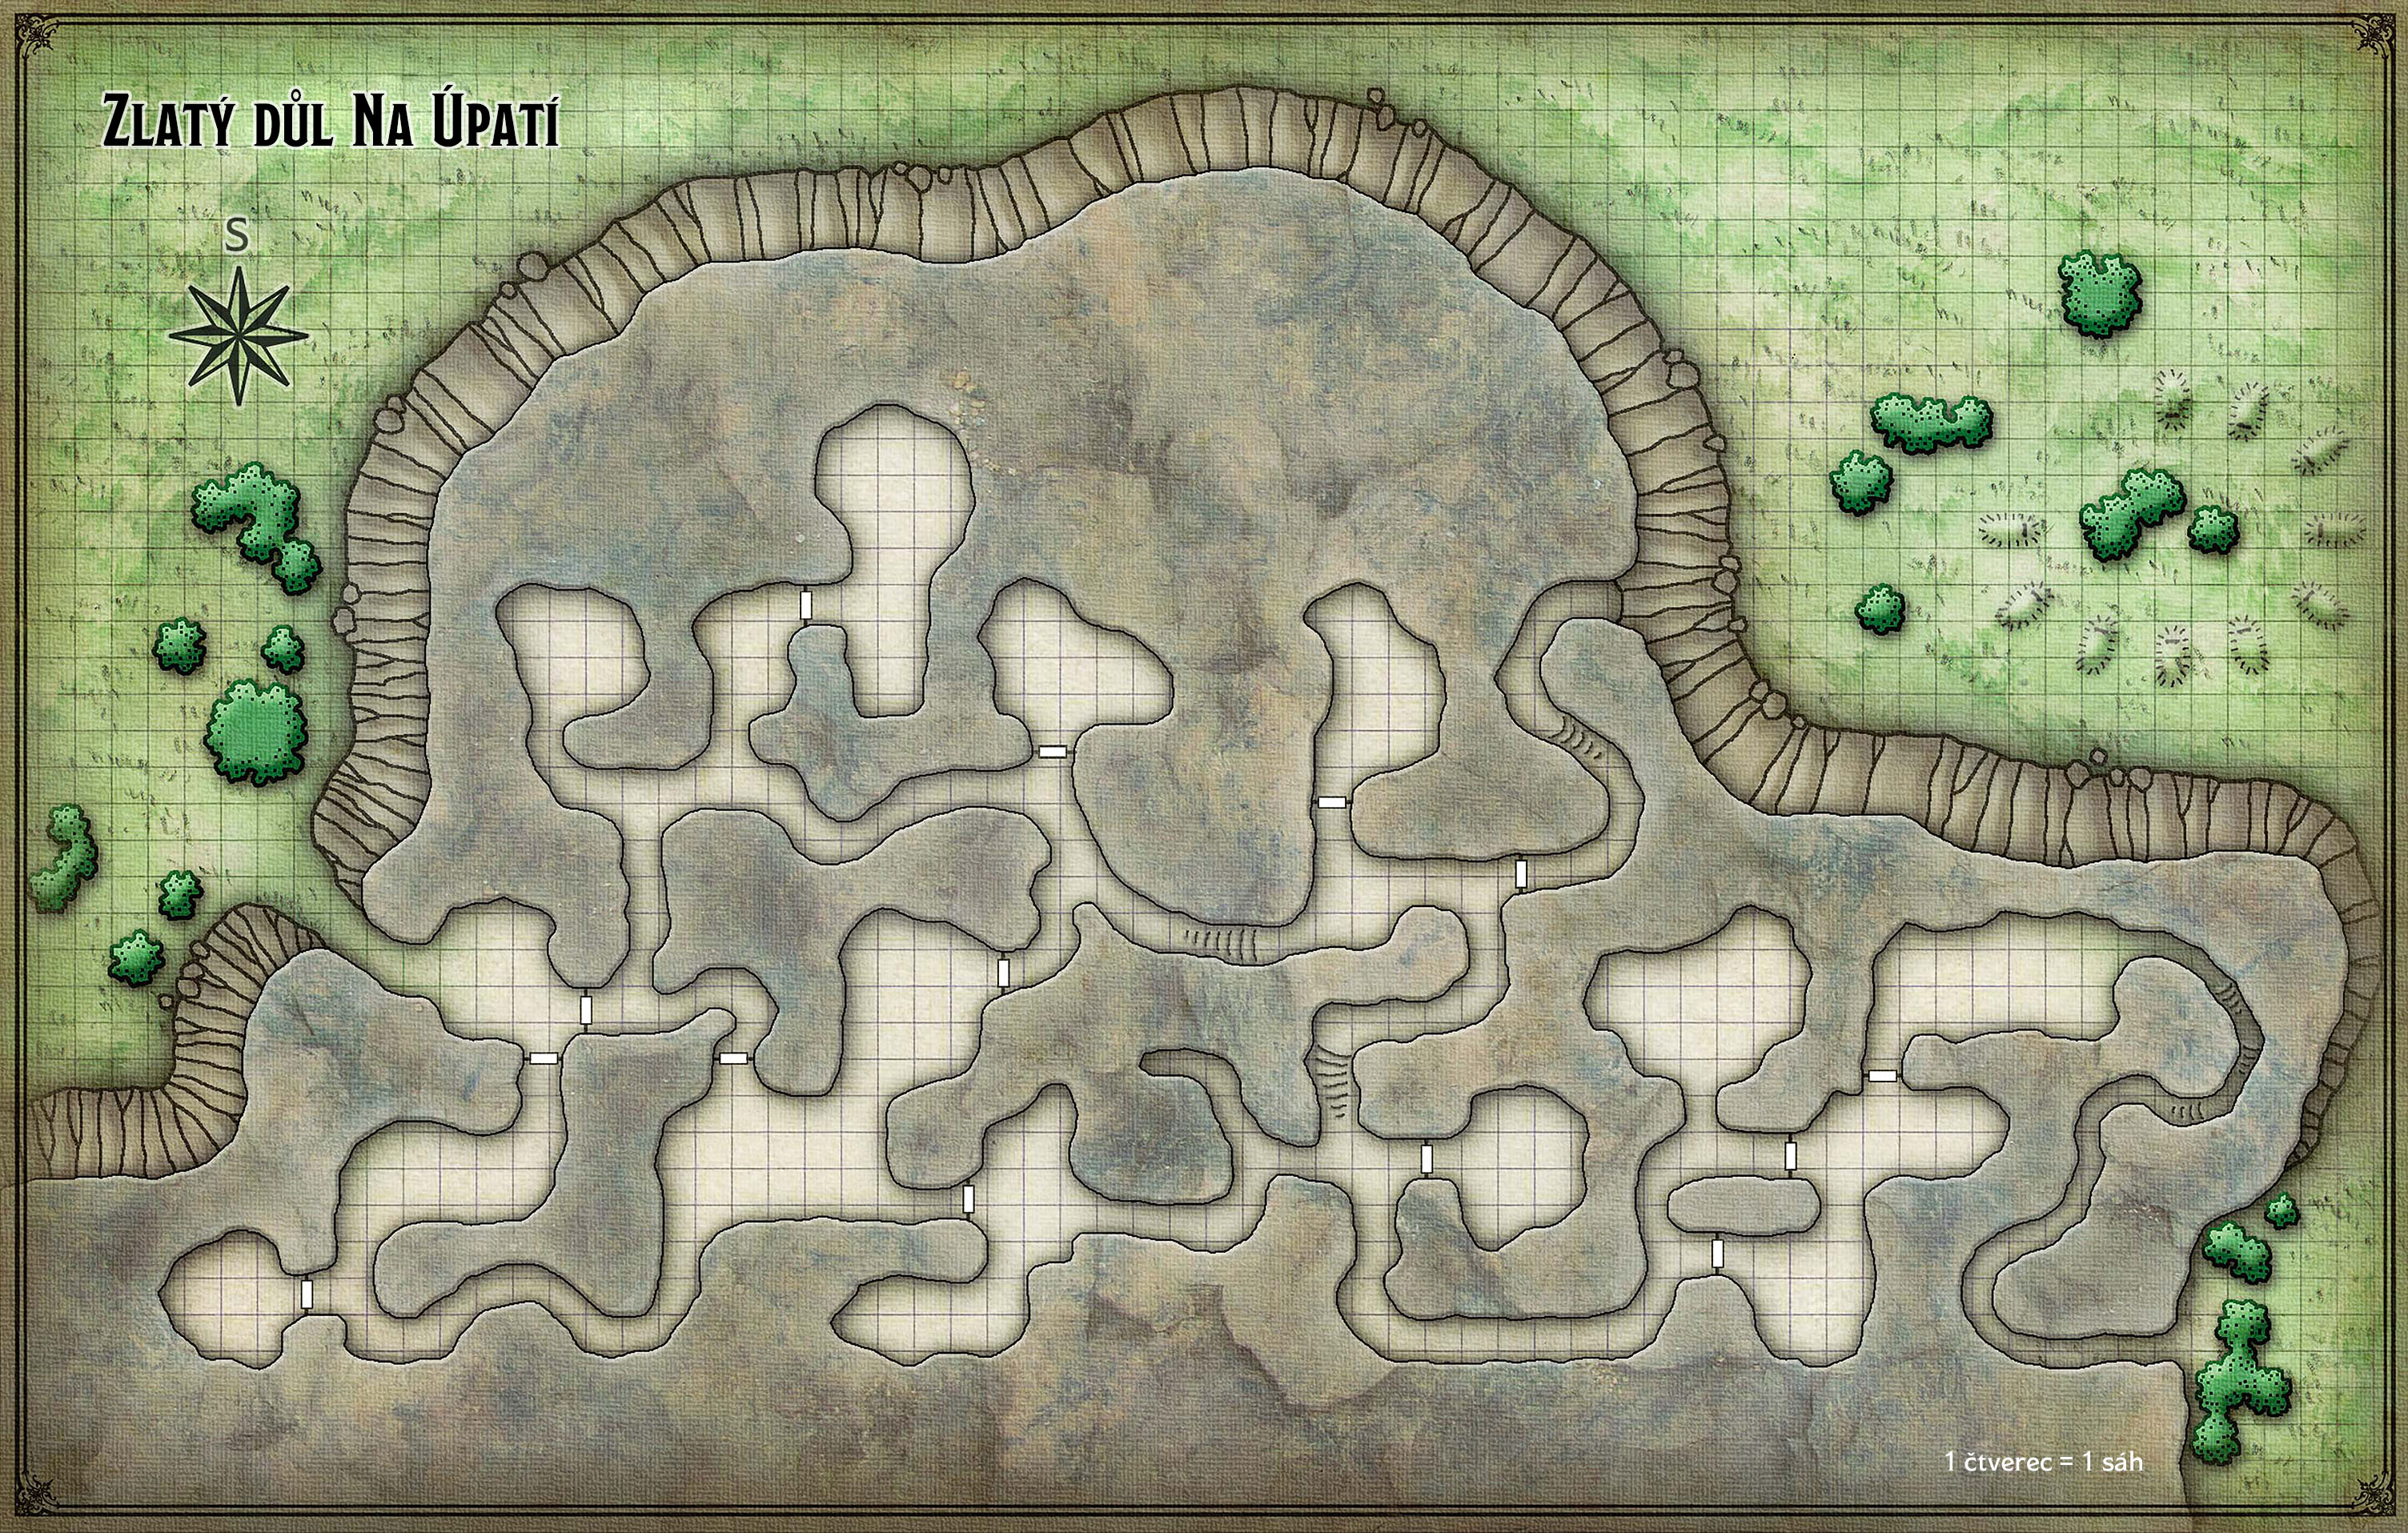 Zlatý důl Na Úpatí
S
1 čtverec = 1 sáh